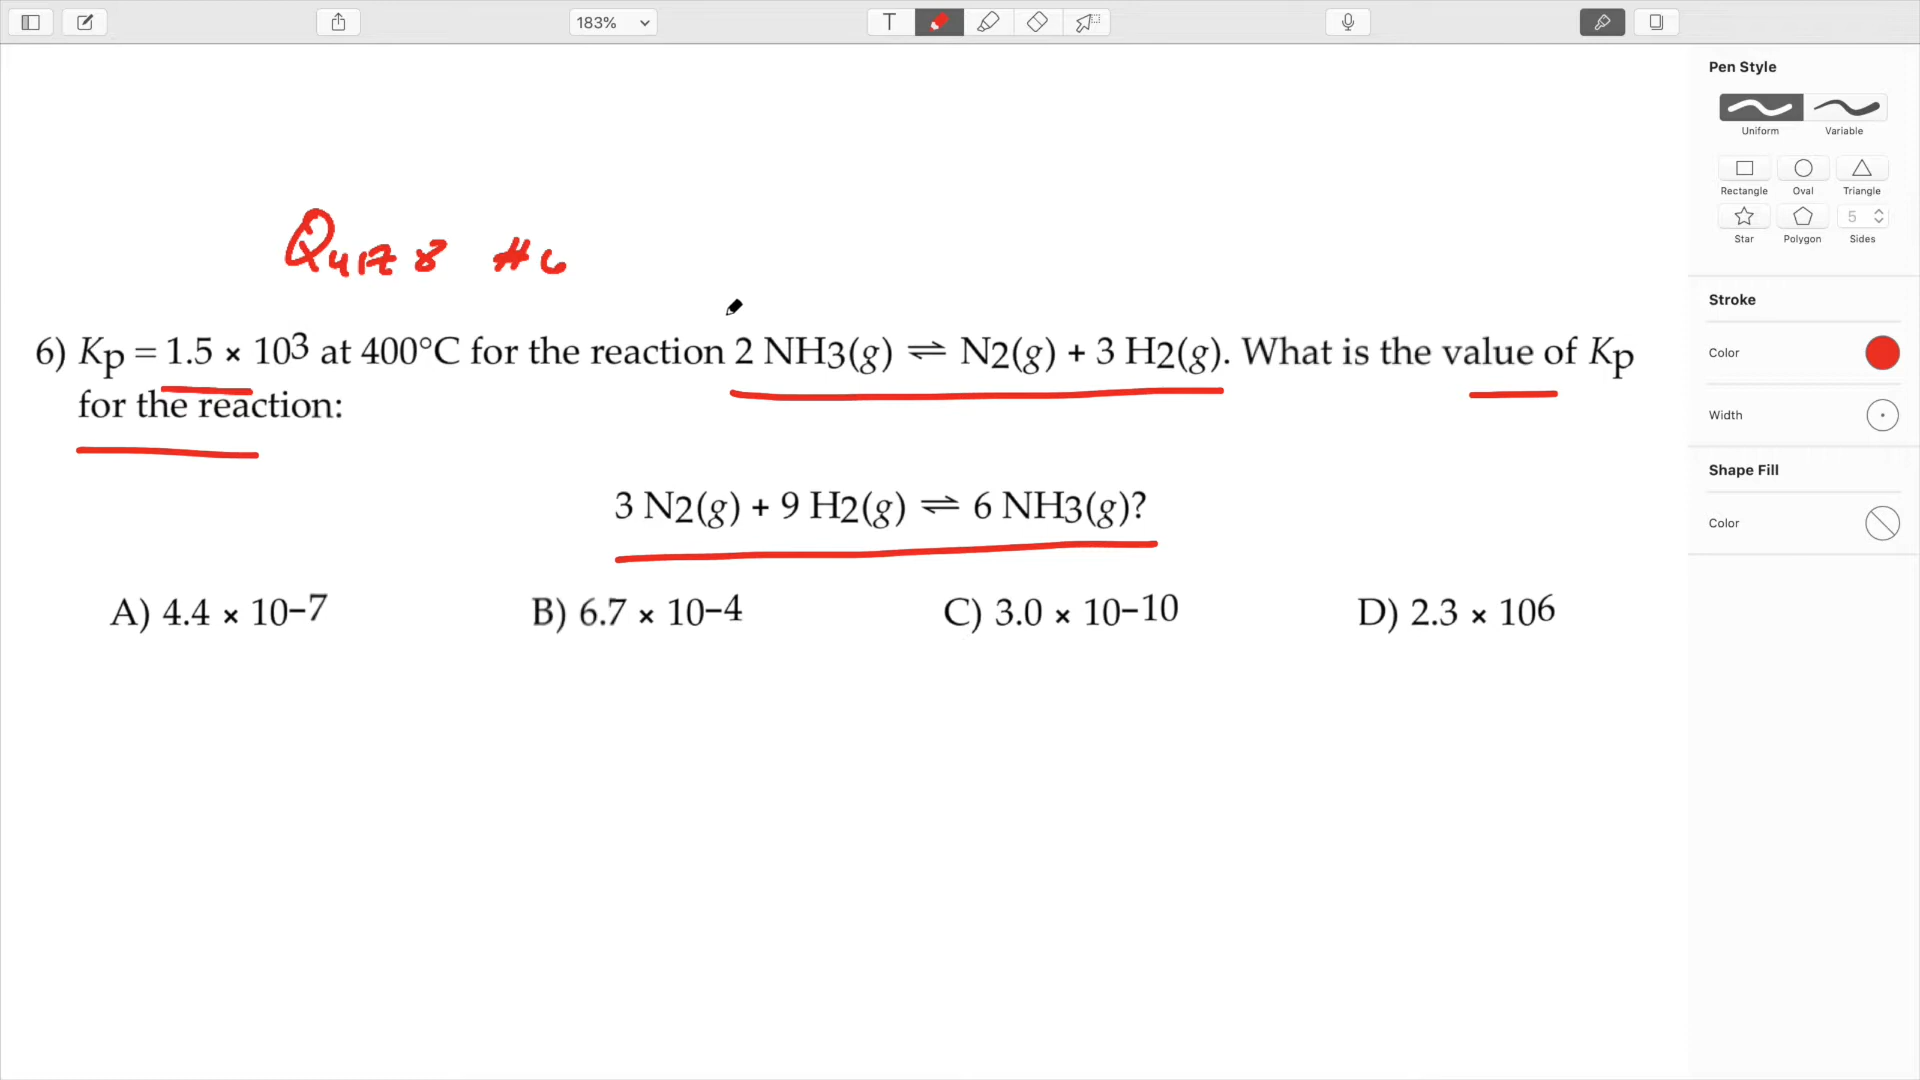 183%
T
Pen Style
Uniform Variable
Rectangle Oval Triangle
5
Star Polygon Sides
Stroke
Color
Width
Shape Fill
Color
Quiz 8 #6
6) Kp = 1.5 × 10³ at 400°C for the reaction 2 NH₃(g) ⇌ N₂(g) + 3 H₂(g). What is the value of Kp
for the reaction:
3 N₂(g) + 9 H₂(g) ⇌ 6 NH₃(g)?
A) 4.4 × 10⁻⁷ B) 6.7 × 10⁻⁴ C) 3.0 × 10⁻¹⁰ D) 2.3 × 10⁶